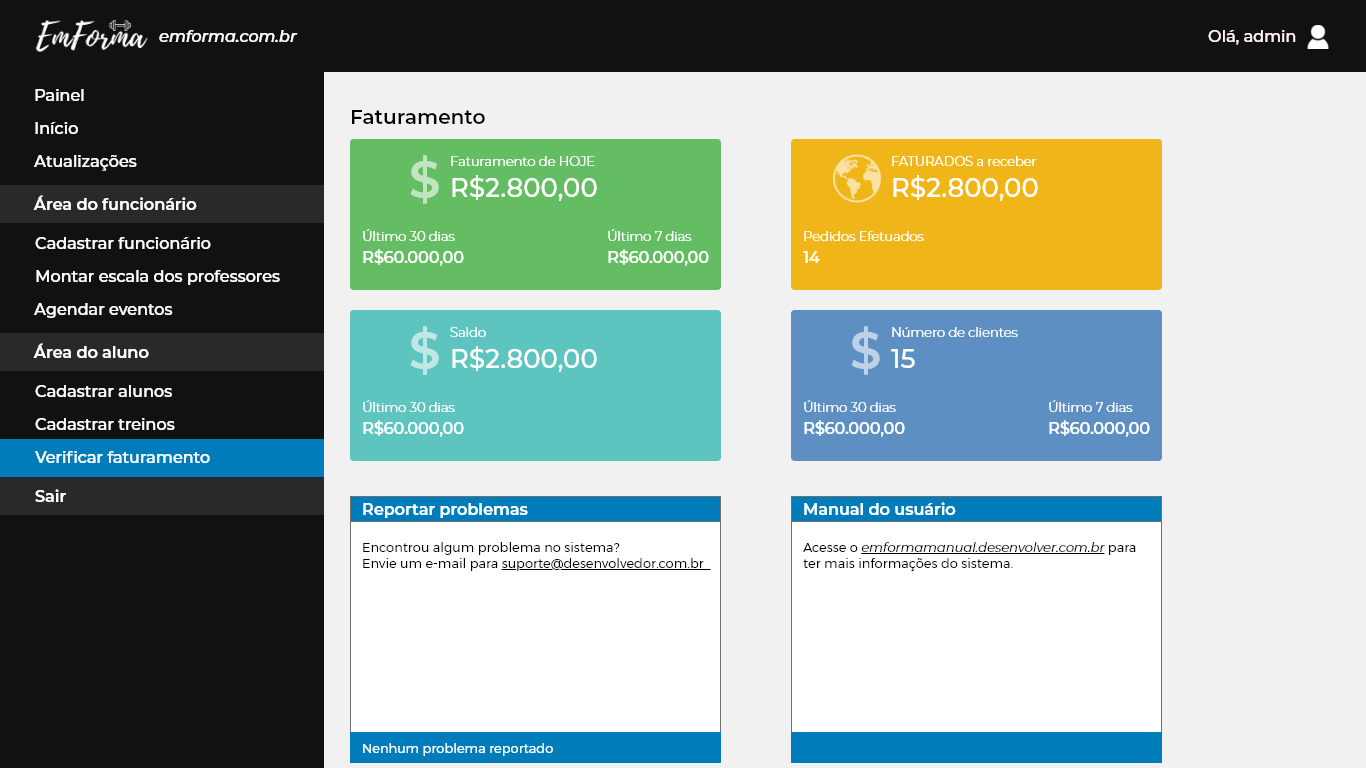 EmForma emforma.com.br
Olá, admin
Painel
Início
Atualizações
Área do funcionário
Cadastrar funcionário
Montar escala dos professores
Agendar eventos
Área do aluno
Cadastrar alunos
Cadastrar treinos
Verificar faturamento
Sair
Faturamento
$ Faturamento de HOJE
R$2.800,00
Último 30 dias Último 7 dias
R$60.000,00 R$60.000,00
FATURADOS a receber
R$2.800,00
Pedidos Efetuados
14
$ Saldo
R$2.800,00
Último 30 dias
R$60.000,00
$ Número de clientes
15
Último 30 dias Último 7 dias
R$60.000,00 R$60.000,00
Reportar problemas
Encontrou algum problema no sistema?
Envie um e-mail para suporte@desenvolvedor.com.br
Nenhum problema reportado
Manual do usuário
Acesse o emformamanual.desenvolver.com.br para
ter mais informações do sistema.